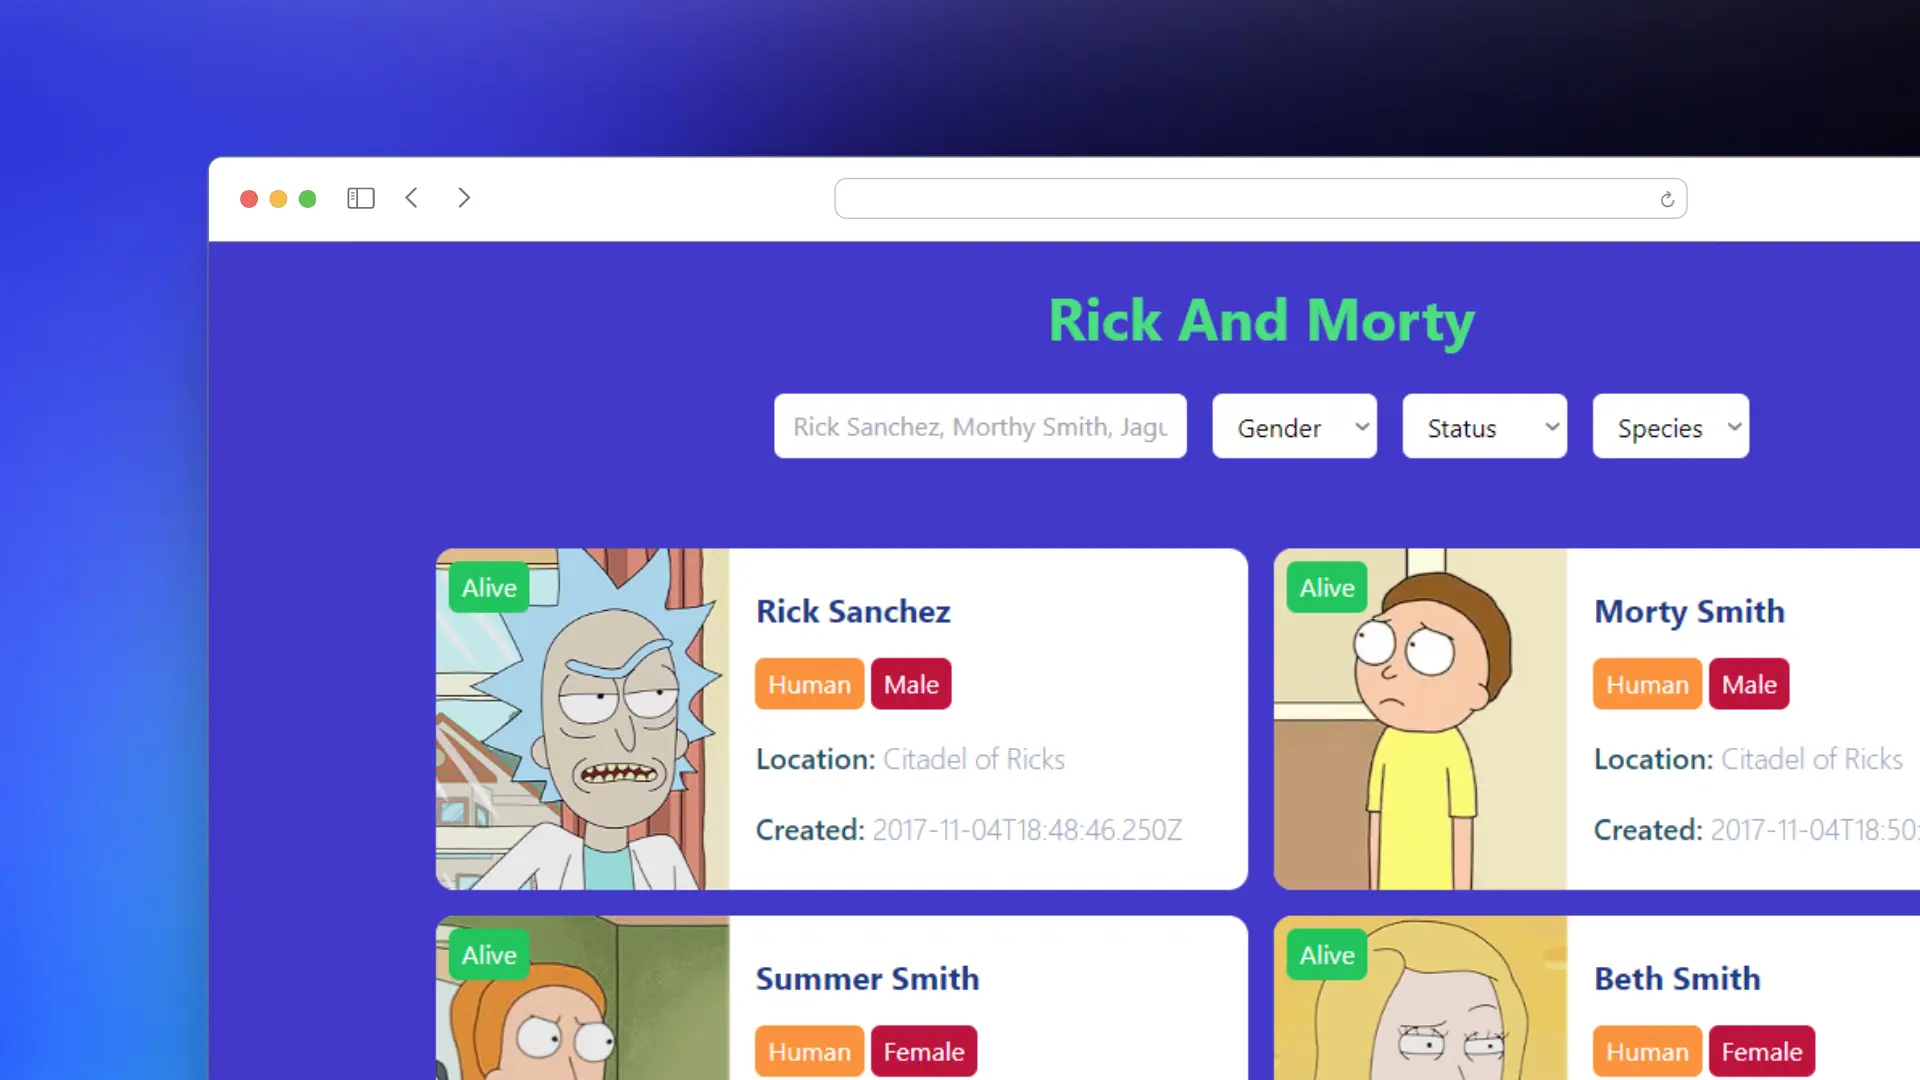 Rick And Morty
Rick Sanchez, Morthy Smith, Jagu
Gender
Status
Species
Alive
Rick Sanchez
Human Male
Location: Citadel of Ricks
Created: 2017-11-04T18:48:46.250Z
Alive
Morty Smith
Human Male
Location: Citadel of Ricks
Created: 2017-11-04T18:50:
Alive
Summer Smith
Human Female
Alive
Beth Smith
Human Female